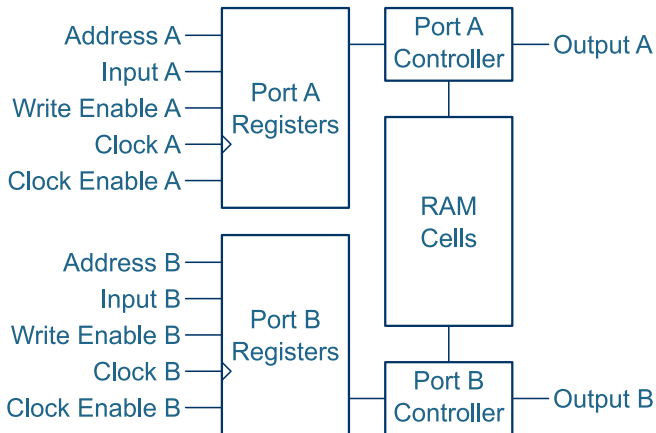 Address A
Input A
Write Enable A
Clock A
Clock Enable A
Port A
Registers
Port A
Controller
Output A
RAM
Cells
Address B
Input B
Write Enable B
Clock B
Clock Enable B
Port B
Registers
Port B
Controller
Output B